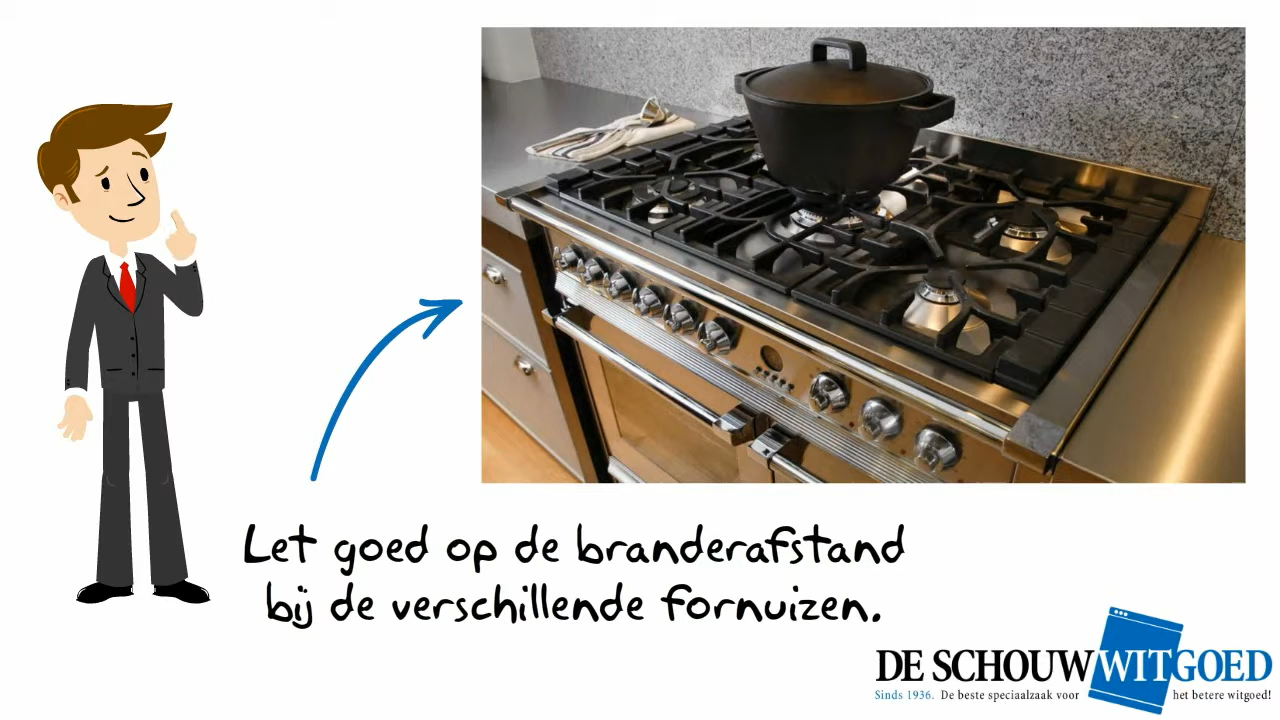 Let goed op de branderafstand
bij de verschillende fornuizen.
DE SCHOUW WITGOED
Sinds 1936. De beste speciaalzaak voor het betere witgoed!